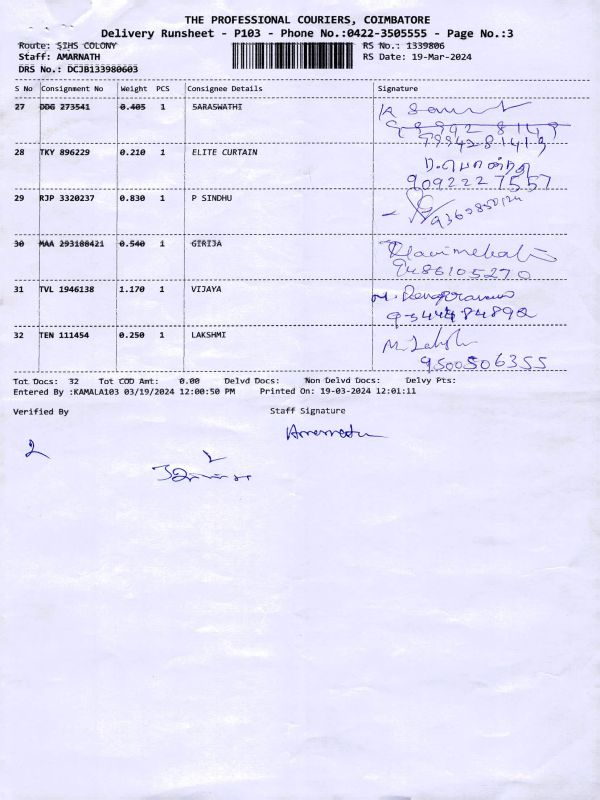 THE PROFESSIONAL COURIERS, COIMBATORE
Delivery Runsheet - P103 - Phone No.:0422-3505555 - Page No.:3
Route: SIHS COLONY RS No.: 1339806
Staff: AMARNATH RS Date: 19-Mar-2024
DRS No.: DCJB133980603
S No Consignment No Weight PCS Consignee Details Signature
27 DDG 273541 0.405 1 SARASWATHI
9994281419
28 TKY 896229 0.210 1 ELITE CURTAIN
9092227557
29 RJP 3320237 0.830 1 P SINDHU
30 MAA 293108421 0.540 1 GIRIJA
9486105270
31 TVL 1946138 1.170 1 VIJAYA
32 TEN 111454 0.250 1 LAKSHMI
9500506355
Tot Docs: 32 Tot COD Amt: 0.00 Delvd Docs: Non Delvd Docs: Delvy Pts:
Entered By :KAMALA103 03/19/2024 12:00:50 PM Printed On: 19-03-2024 12:01:11
Verified By Staff Signature